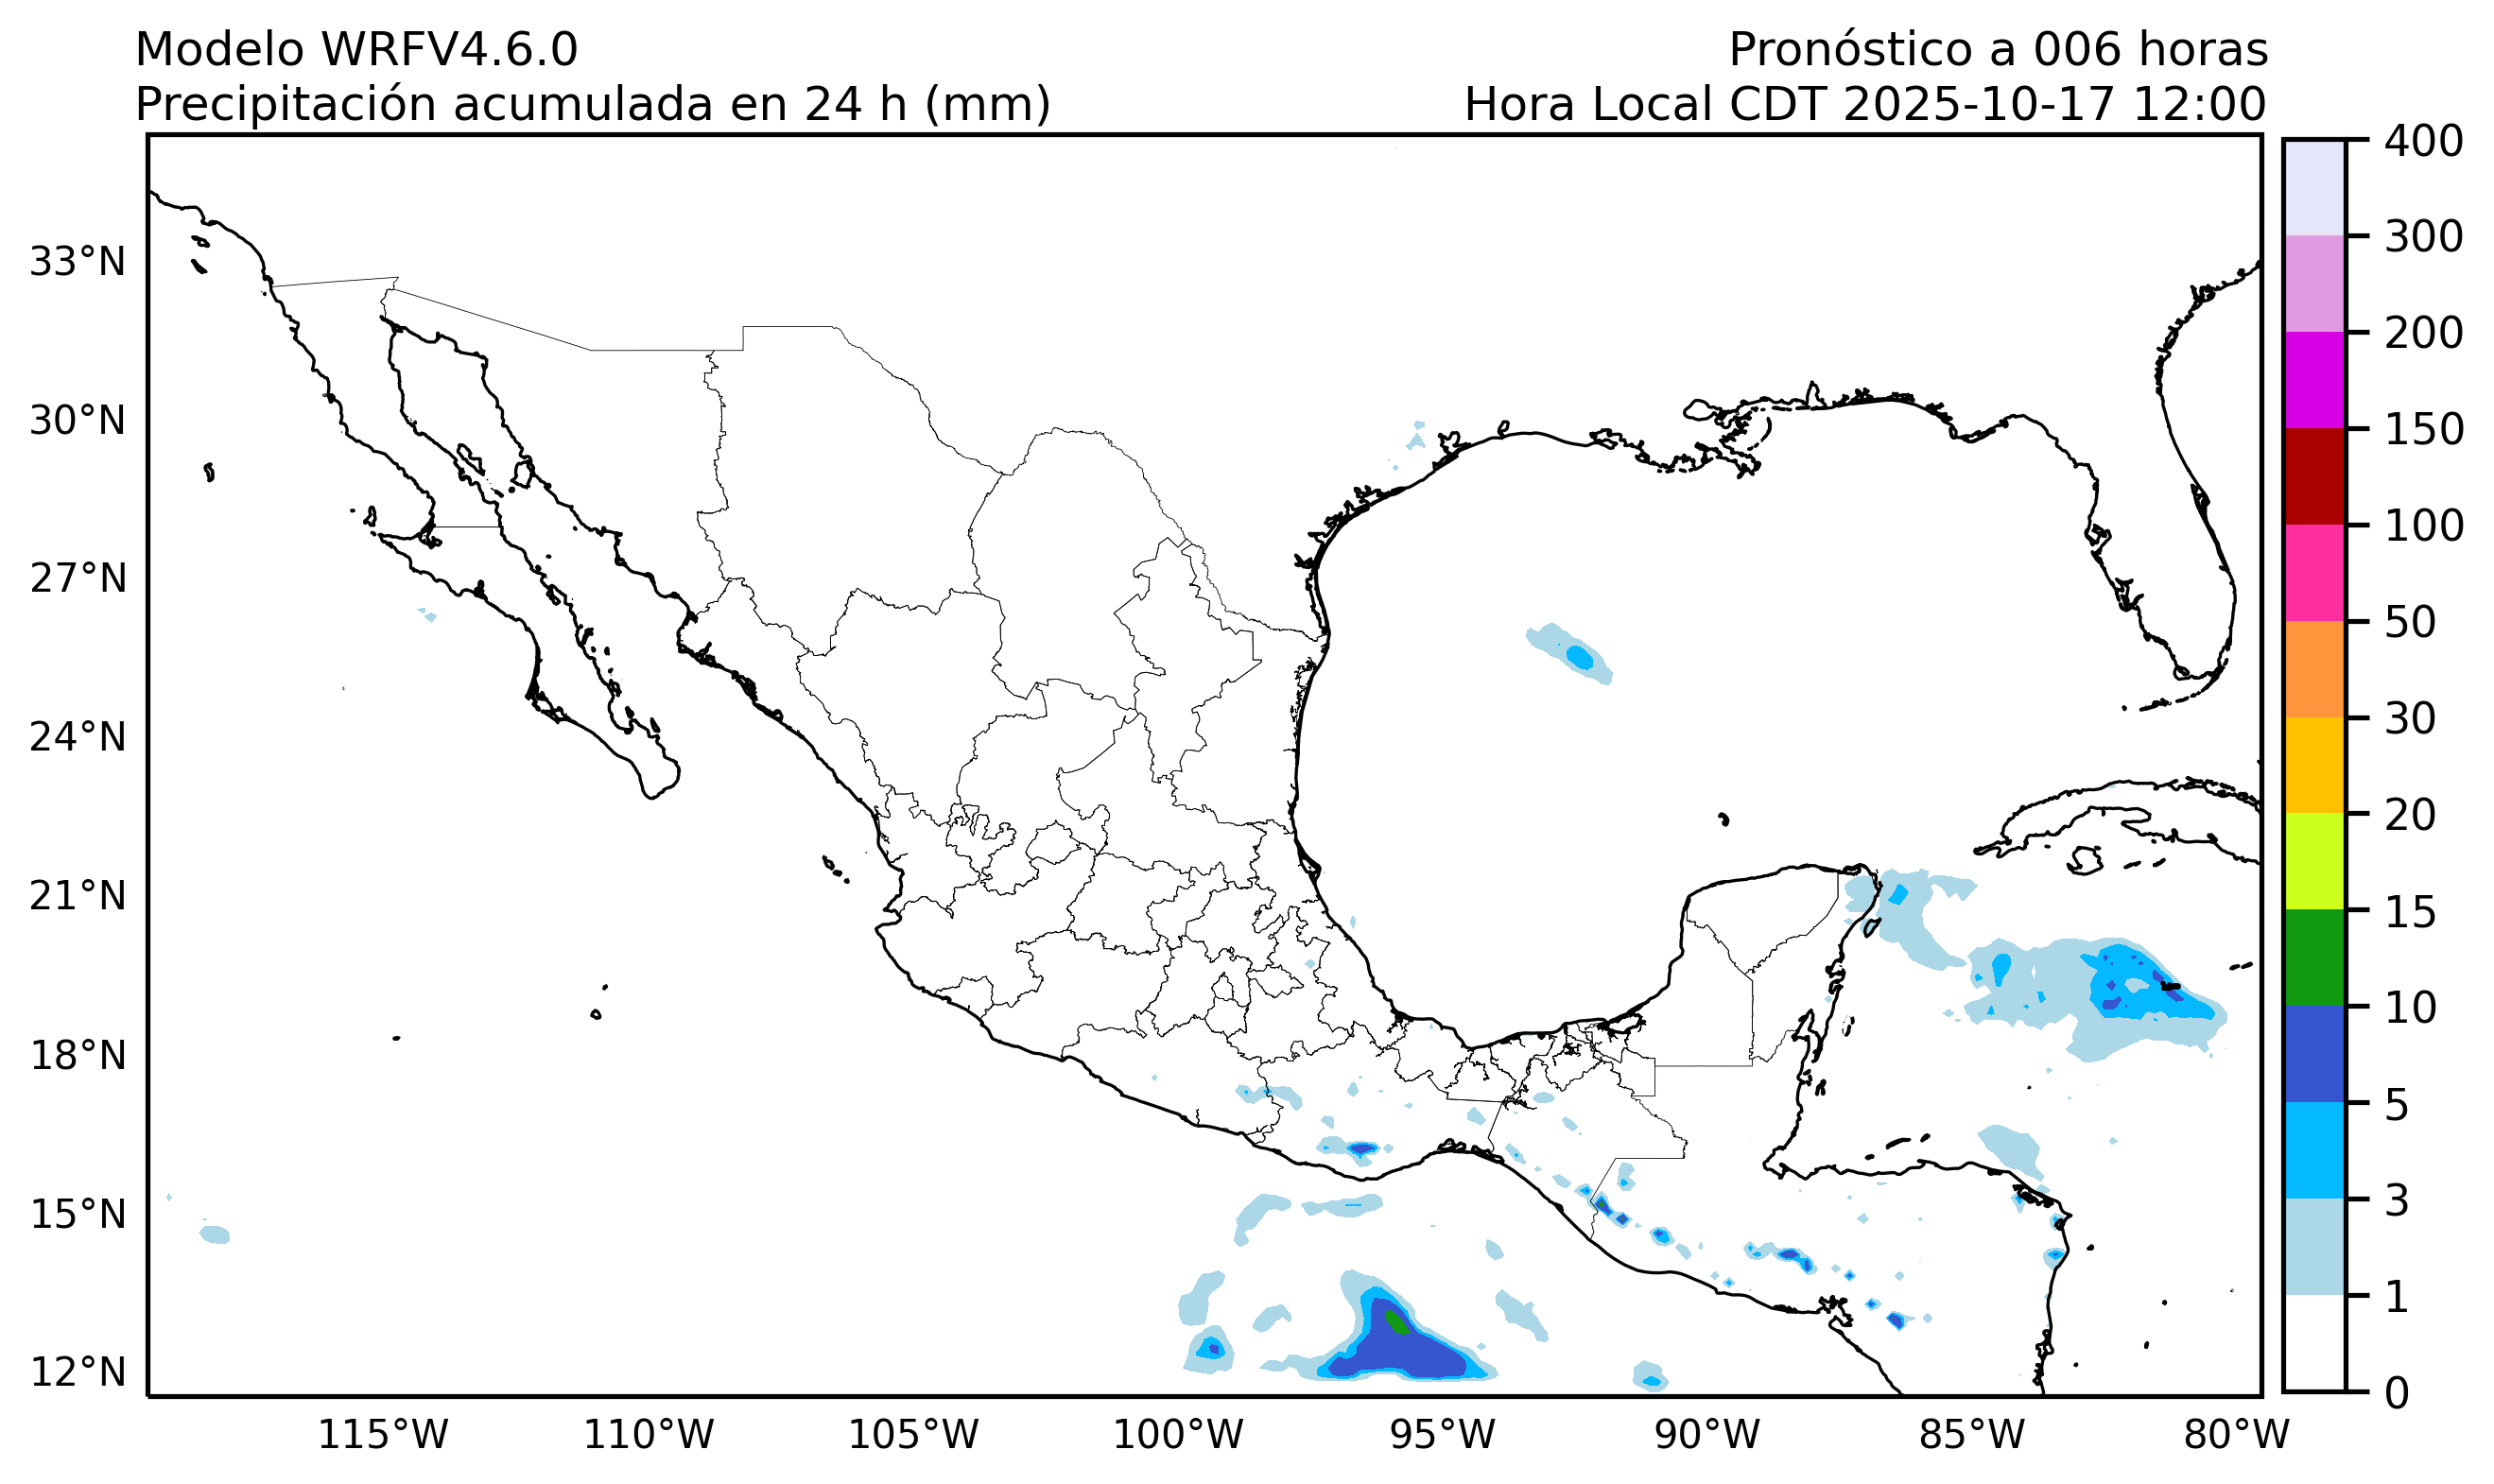 Modelo WRFV4.6.0
Pronóstico a 006 horas
Precipitación acumulada en 24 h (mm)
Hora Local CDT 2025-10-17 12:00
33°N
30°N
27°N
24°N
21°N
18°N
15°N
12°N
115°W
110°W
105°W
100°W
95°W
90°W
85°W
80°W
400
300
200
150
100
50
30
20
15
10
5
3
1
0